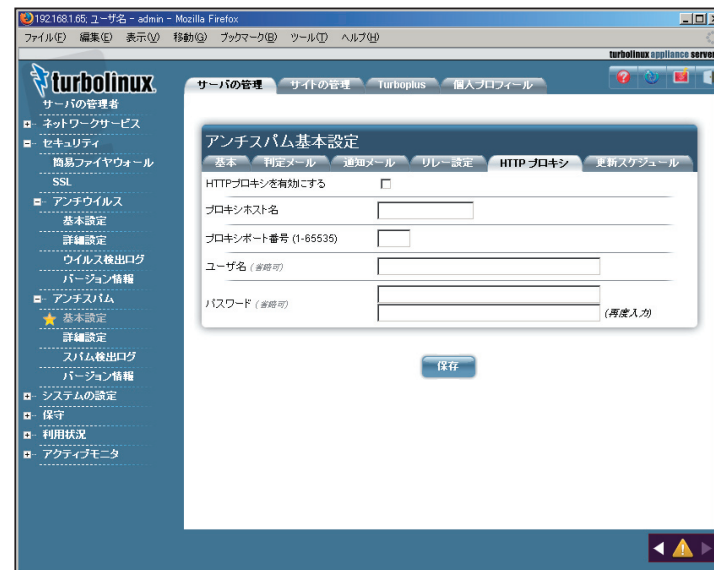 192.168.1.65; ユーザ名 - admin - Mozilla Firefox
ファイル(F) 編集(E) 表示(V) 移動(G) ブックマーク(B) ツール(T) ヘルプ(H)
turbolinux appliance server
turbolinux.
サーバの管理 サイトの管理 Turboplus 個人プロフィール
サーバの管理者
ネットワークサービス
セキュリティ
簡易ファイヤウォール
SSL
アンチウイルス
基本設定
詳細設定
ウイルス検出ログ
バージョン情報
アンチスパム
基本設定
詳細設定
スパム検出ログ
バージョン情報
システムの設定
保守
利用状況
アクティブモニタ
アンチスパム基本設定
基本 判定メール 通知メール リレー設定 HTTP プロキシ 更新スケジュール
HTTPプロキシを有効にする
プロキシホスト名
プロキシポート番号 (1-65535)
ユーザ名 (省略可)
パスワード (省略可)
(再度入力)
保存